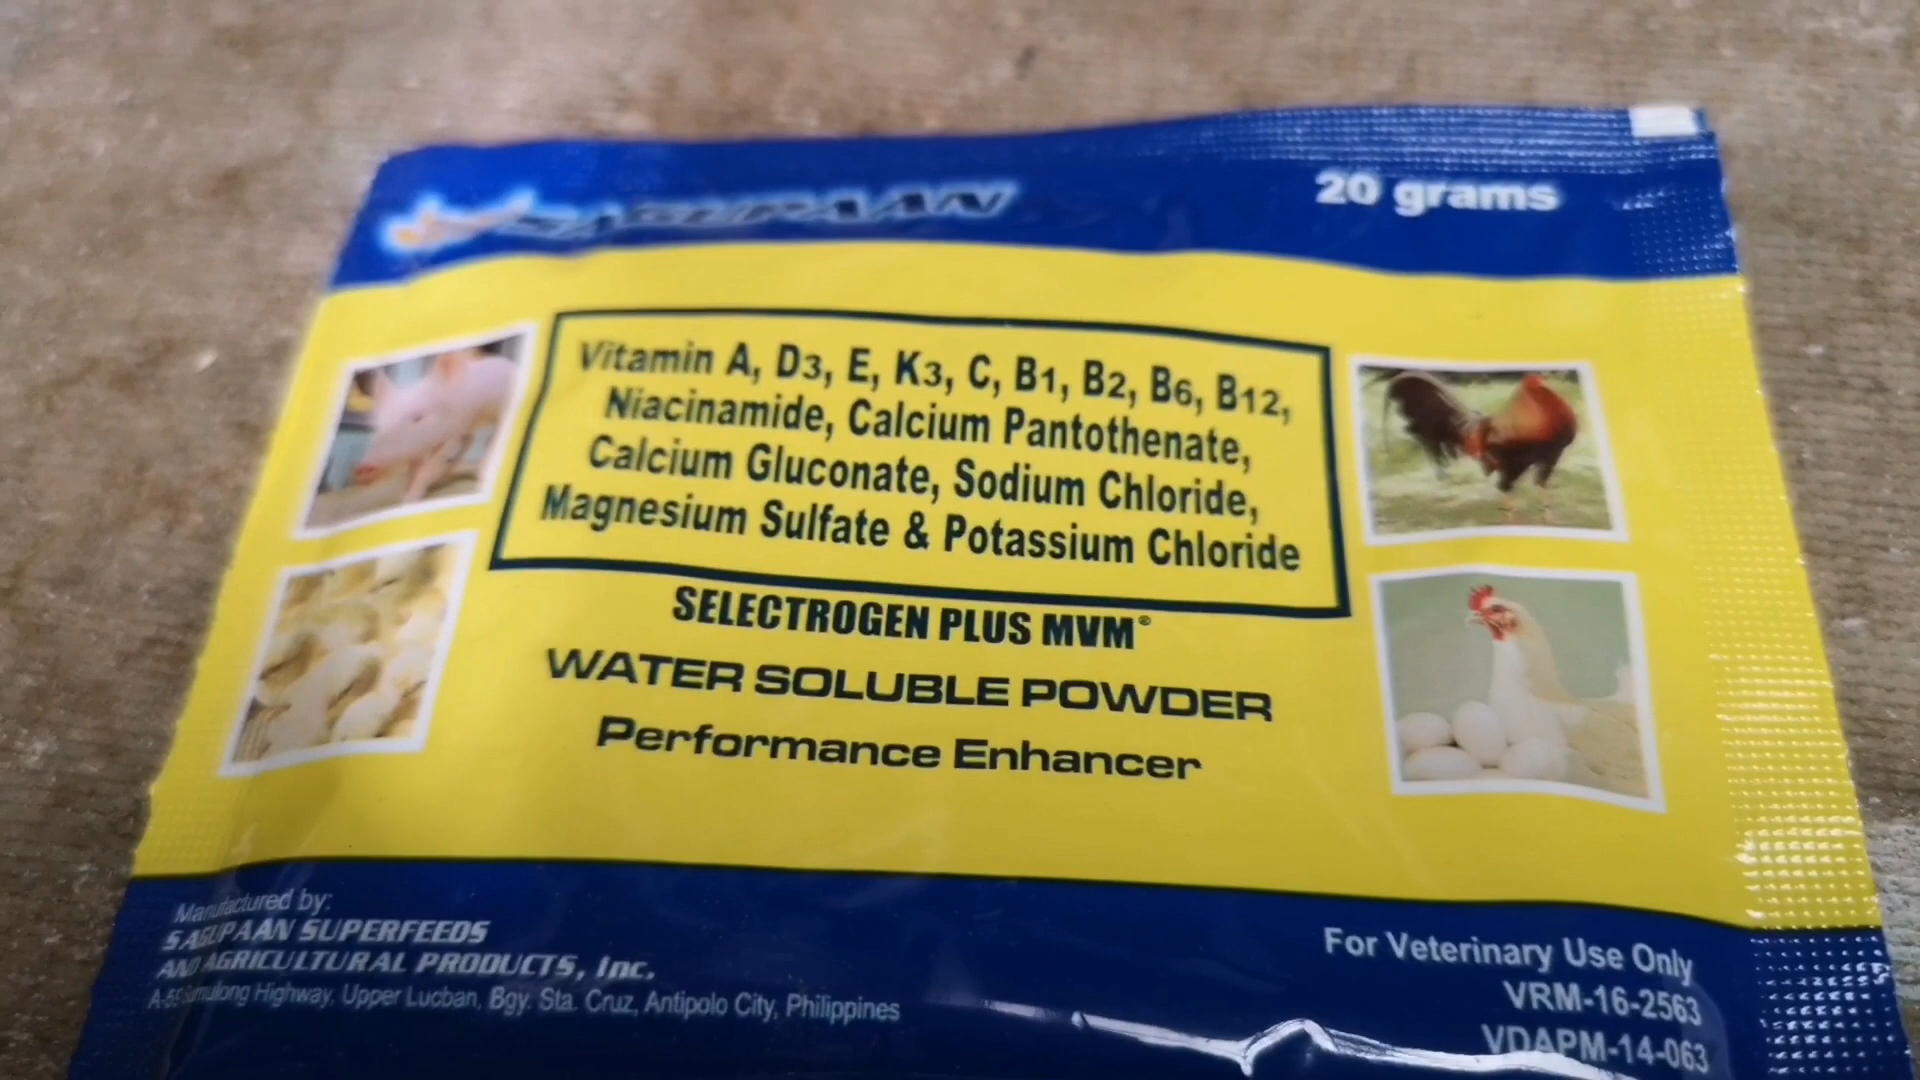 SAGUPAAN
20 grams
Vitamin A, D3, E, K3, C, B1, B2, B6, B12,
Niacinamide, Calcium Pantothenate,
Calcium Gluconate, Sodium Chloride,
Magnesium Sulfate & Potassium Chloride
SELECTROGEN PLUS MVM®
WATER SOLUBLE POWDER
Performance Enhancer
Manufactured by:
SAGUPAAN SUPERFEEDS
AND AGRICULTURAL PRODUCTS, Inc.
Highway, Upper Lucban, Bgy. Sta. Cruz, Antipolo City, Philippines
For Veterinary Use Only
VRM-16-2563
VDAPM-14-063